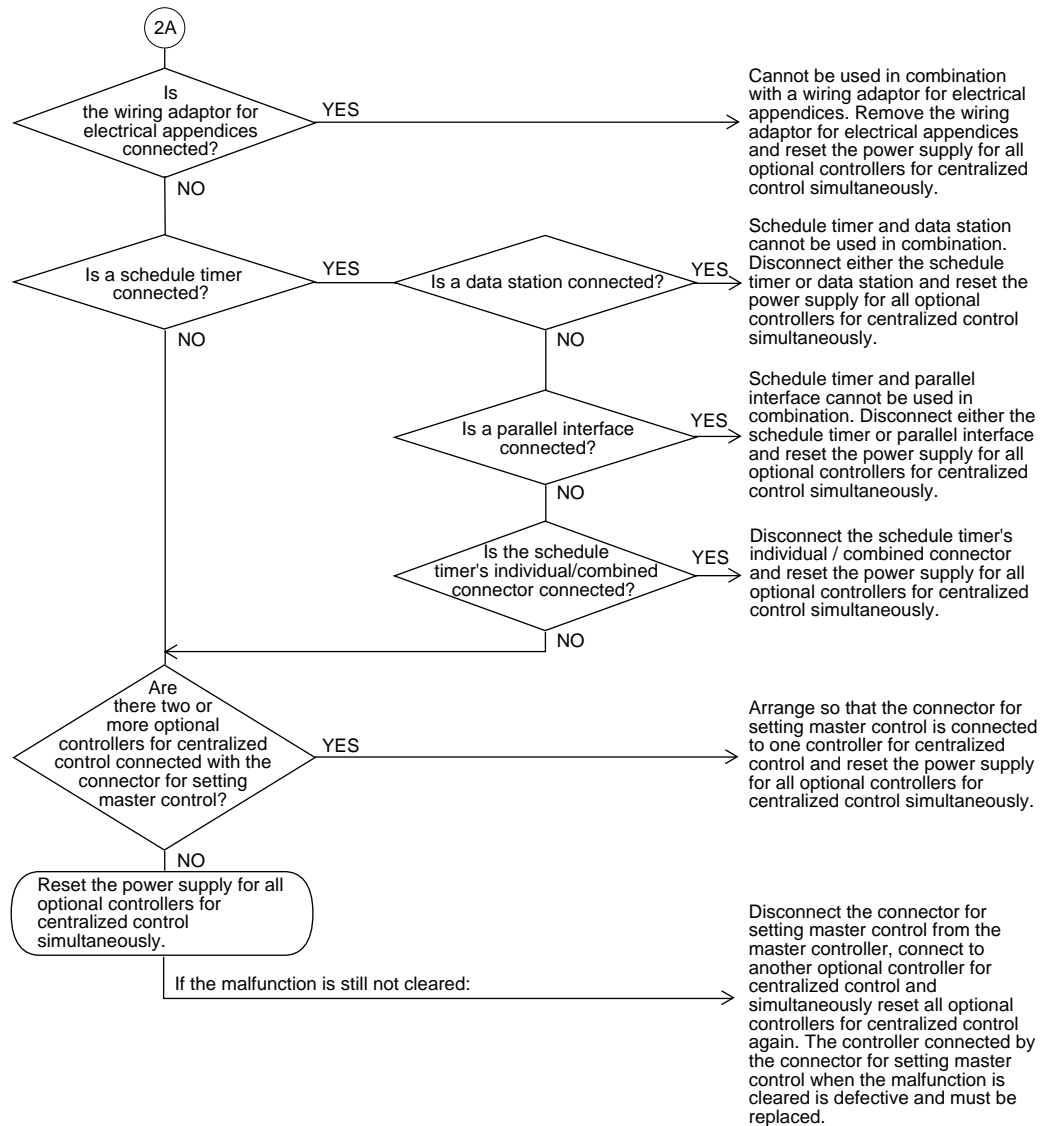 2A
Is
the wiring adaptor for
electrical appendices
connected?
YES
Cannot be used in combination
with a wiring adaptor for electrical
appendices. Remove the wiring
adaptor for electrical appendices
and reset the power supply for all
optional controllers for centralized
control simultaneously.
NO
Is a schedule timer
connected?
YES
Is a data station connected?
YES
Schedule timer and data station
cannot be used in combination.
Disconnect either the schedule
timer or data station and reset the
power supply for all optional
controllers for centralized control
simultaneously.
NO
NO
Is a parallel interface
connected?
YES
Schedule timer and parallel
interface cannot be used in
combination. Disconnect either the
schedule timer or parallel interface
and reset the power supply for all
optional controllers for centralized
control simultaneously.
NO
Is the schedule
timer's individual/combined
connector connected?
YES
Disconnect the schedule timer's
individual / combined connector
and reset the power supply for all
optional controllers for centralized
control simultaneously.
NO
Are
there two or
more optional
controllers for centralized
control connected with the
connector for setting
master control?
YES
Arrange so that the connector for
setting master control is connected
to one controller for centralized
control and reset the power supply
for all optional controllers for
centralized control simultaneously.
NO
Reset the power supply for all
optional controllers for
centralized control
simultaneously.
If the malfunction is still not cleared:
Disconnect the connector for
setting master control from the
master controller, connect to
another optional controller for
centralized control and
simultaneously reset all optional
controllers for centralized control
again. The controller connected by
the connector for setting master
control when the malfunction is
cleared is defective and must be
replaced.